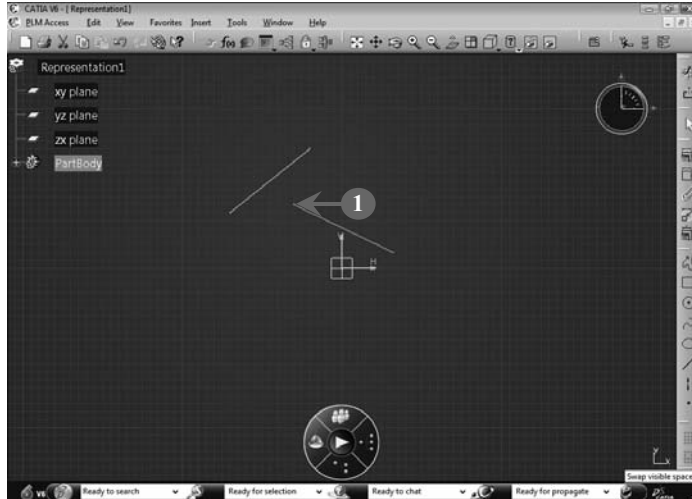 CATIA V6 - [ Representation1]
PLM Access Edit View Favorites Insert Tools Window Help
Representation1
xy plane
yz plane
zx plane
PartBody
1
V
H
y
x
Swap visible space
V6 Ready to search Ready for selection Ready to chat Ready for propagate